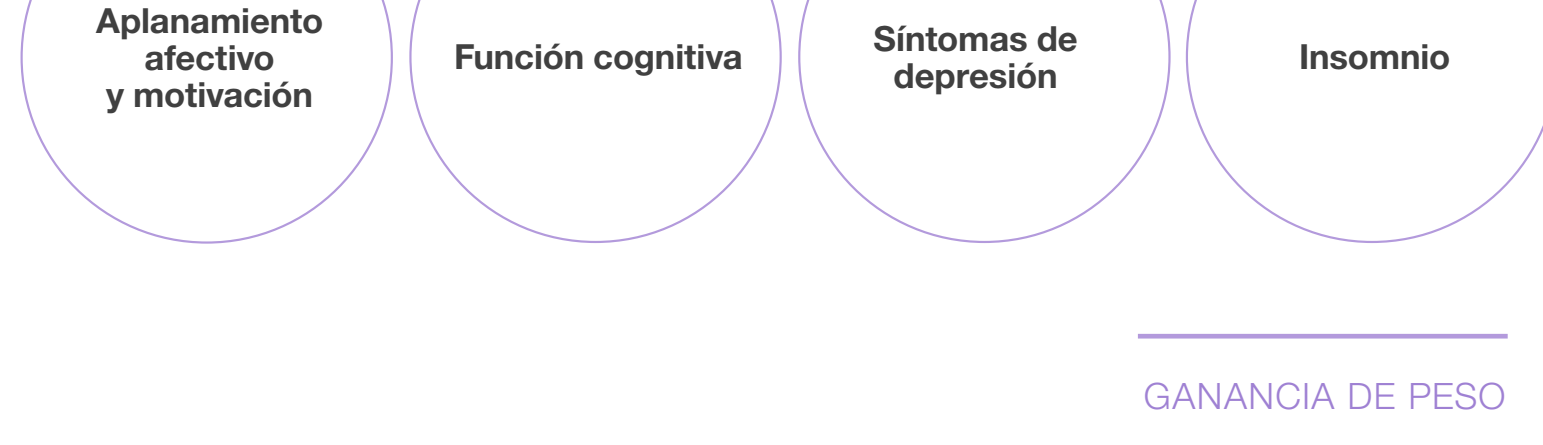 Aplanamiento
afectivo
y motivación
Función cognitiva
Síntomas de
depresión
Insomnio
GANANCIA DE PESO